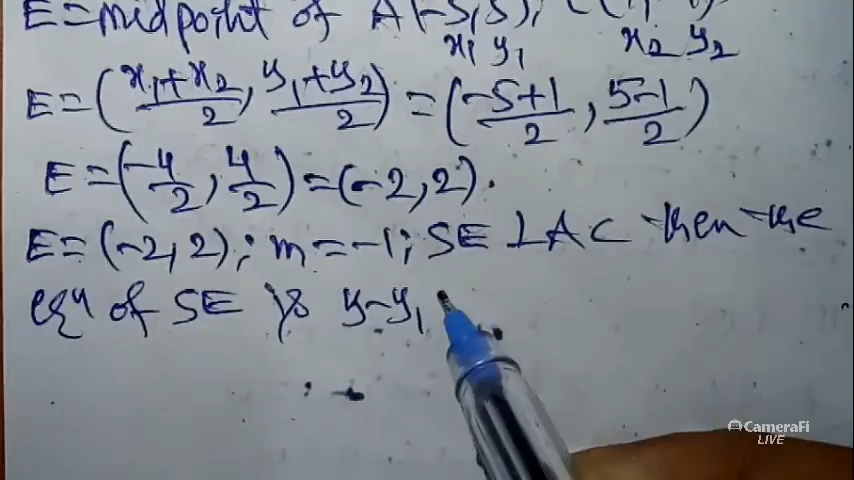 E=midpoint of A(-5,5),
x₁ y₁ x₂ y₂
E=(x₁+x₂/2, y₁+y₂/2) = (-5+1/2, 5-1/2)
E=(-4/2, 4/2) = (-2, 2).
E=(-2, 2); m=-1; SE ⊥ AC then the
eqⁿ of SE is y-y₁
CameraFi
LIVE